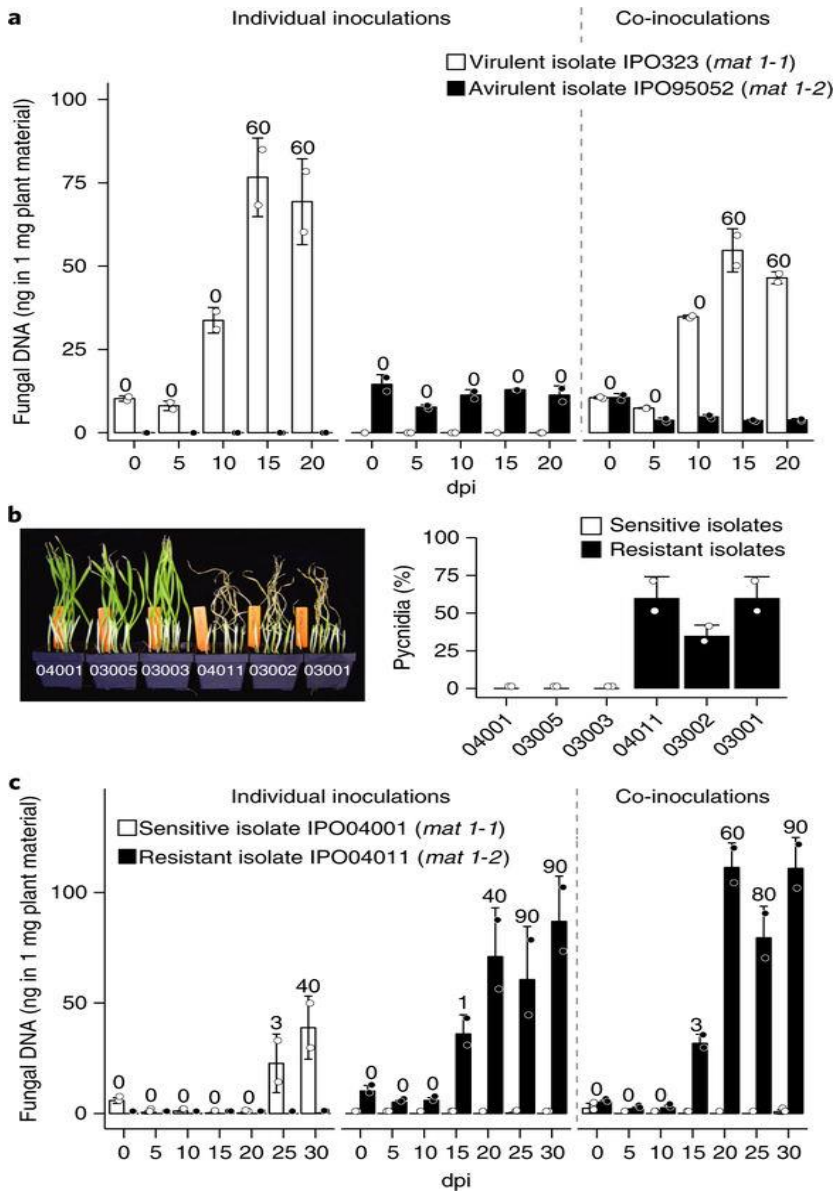 a
Individual inoculations
Co-inoculations
Virulent isolate IPO323 (mat 1-1)
Avirulent isolate IPO95052 (mat 1-2)
Fungal DNA (ng in 1 mg plant material)
100
75
50
25
0
0 0 0 60 60
0 0 0 0 0
0 0 0 60 60
0 5 10 15 20
0 5 10 15 20
0 5 10 15 20
dpi
b
04001 03005 03003 04011 03002 03001
Sensitive isolates
Resistant isolates
Pycnidia (%)
100
75
50
25
0
04001 03005 03003 04011 03002 03001
c
Individual inoculations
Co-inoculations
Sensitive isolate IPO04001 (mat 1-1)
Resistant isolate IPO04011 (mat 1-2)
Fungal DNA (ng in 1 mg plant material)
100
50
0
0 0 0 0 0 3 40
0 0 0 1 40 90 90
0 0 0 3 60 80 90
0 5 10 15 20 25 30
0 5 10 15 20 25 30
0 5 10 15 20 25 30
dpi